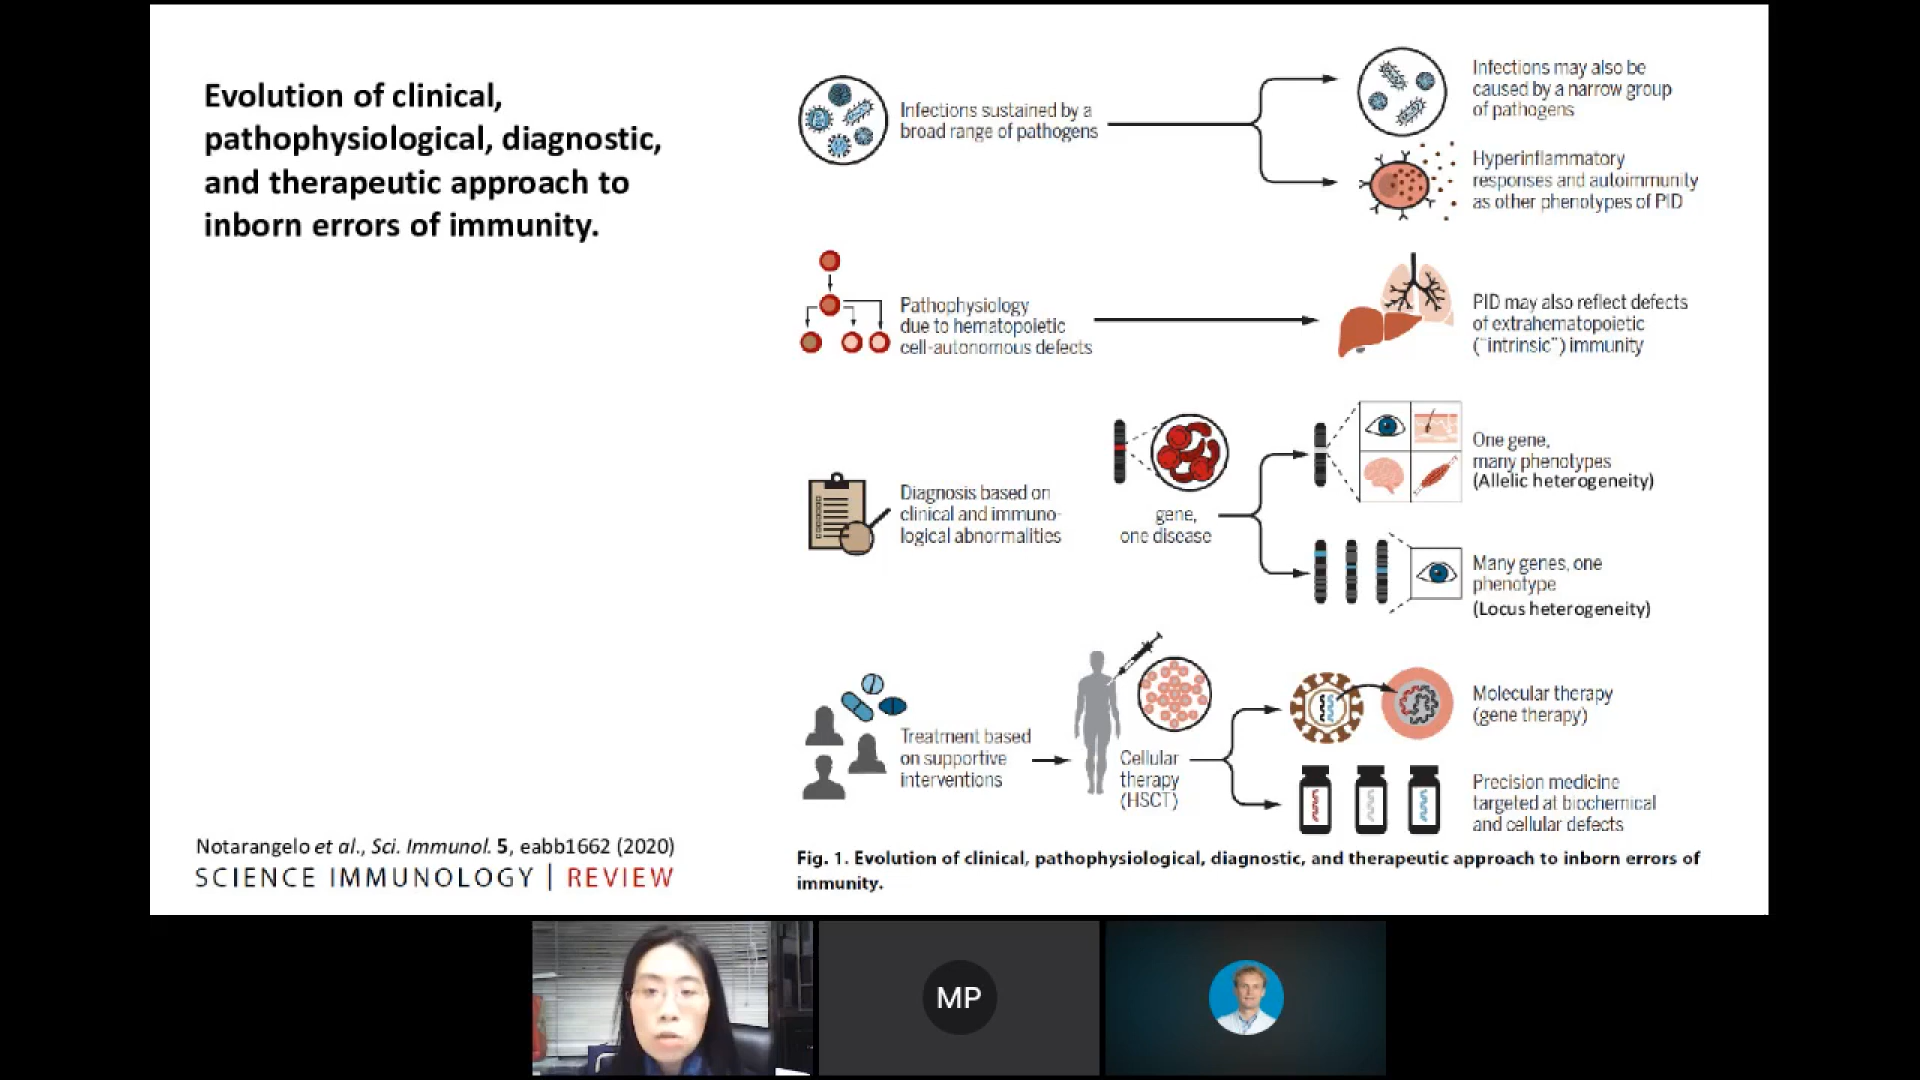 Evolution of clinical,
pathophysiological, diagnostic,
and therapeutic approach to
inborn errors of immunity.
Infections sustained by a
broad range of pathogens
Infections may also be
caused by a narrow group
of pathogens
Hyperinflammatory
responses and autoimmunity
as other phenotypes of PID
Pathophysiology
due to hematopoietic
cell-autonomous defects
PID may also reflect defects
of extrahematopoietic
("intrinsic") immunity
Diagnosis based on
clinical and immuno-
logical abnormalities
gene,
one disease
One gene,
many phenotypes
(Allelic heterogeneity)
Many genes, one
phenotype
(Locus heterogeneity)
Treatment based
on supportive
interventions
Cellular
therapy
(HSCT)
Molecular therapy
(gene therapy)
Precision medicine
targeted at biochemical
and cellular defects
Notarangelo et al., Sci. Immunol. 5, eabb1662 (2020)
SCIENCE IMMUNOLOGY | REVIEW
Fig. 1. Evolution of clinical, pathophysiological, diagnostic, and therapeutic approach to inborn errors of
immunity.
MP